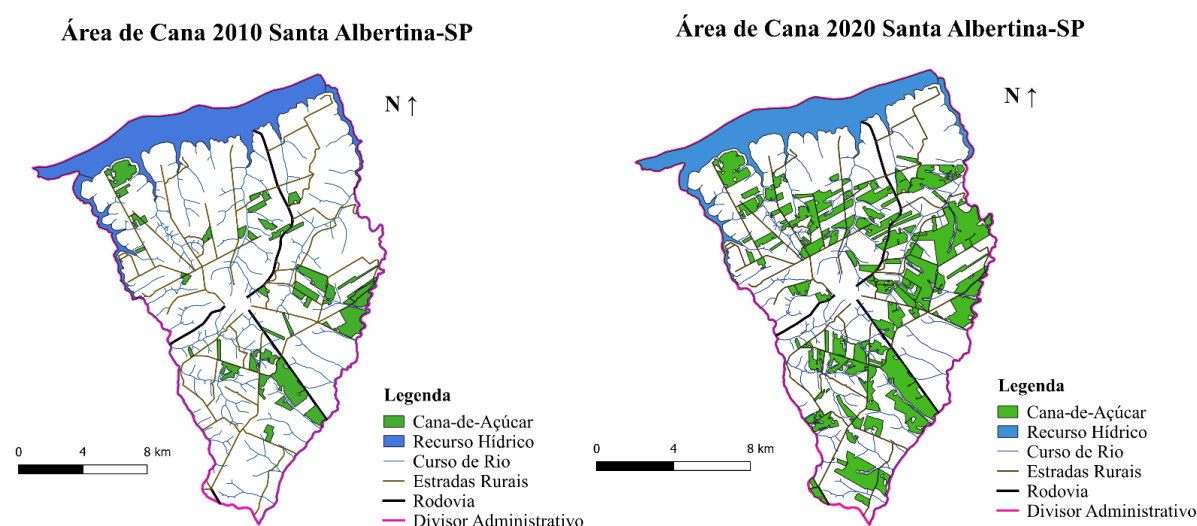 Área de Cana 2010 Santa Albertina-SP
N ↑
Legenda
Cana-de-Açúcar
Recurso Hídrico
Curso de Rio
Estradas Rurais
Rodovia
Divisor Administrativo
0 4 8 km
Área de Cana 2020 Santa Albertina-SP
N ↑
Legenda
Cana-de-Açúcar
Recurso Hídrico
Curso de Rio
Estradas Rurais
Rodovia
Divisor Administrativo
0 4 8 km